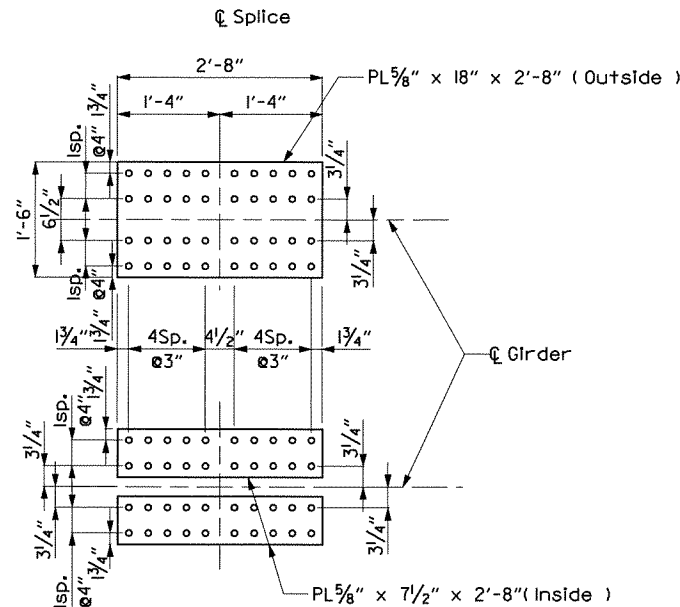 ℄ Splice
2'-8"
PL5⁄8" x 18" x 2'-8" ( Outside )
1'-4"
1'-4"
1sp.
@4"
1¾"
3¼"
1'-6"
6½"
3¼"
1sp.
@4"
1¾"
1¾"
4Sp.
@3"
4½"
4Sp.
@3"
1¾"
℄ Girder
1sp.
@4"
1¾"
3¼"
3¼"
3¼"
3¼"
1sp.
@4"
1¾"
PL5⁄8" x 7½" x 2'-8"( Inside )